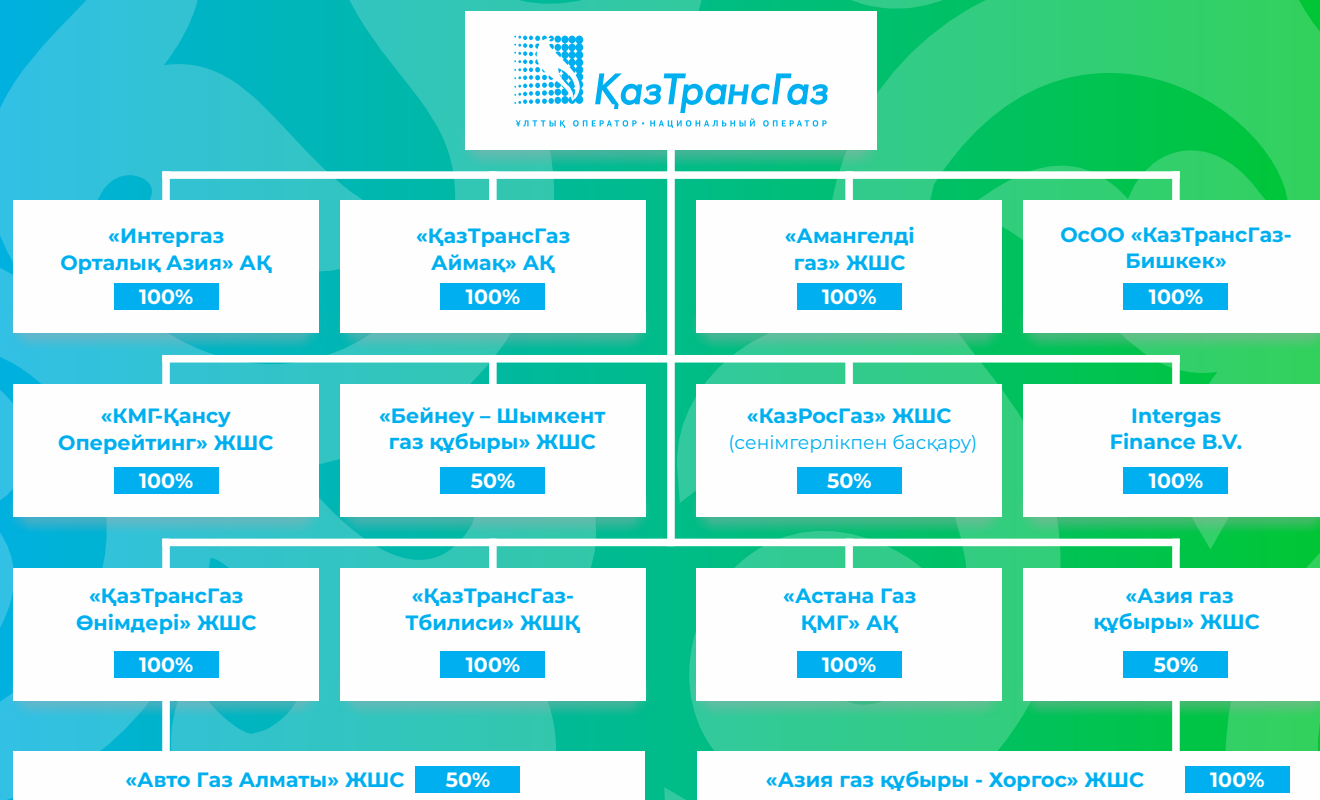 ҚазТрансГаз
ҰЛТТЫҚ ОПЕРАТОР • НАЦИОНАЛЬНЫЙ ОПЕРАТОР
«Интергаз
Орталық Азия» АҚ
100%
«ҚазТрансГаз
Аймақ» АҚ
100%
«Амангелді
газ» ЖШС
100%
ОсОО «КазТрансГаз-
Бишкек»
100%
«КМГ-Қансу
Оперейтинг» ЖШС
100%
«Бейнеу – Шымкент
газ құбыры» ЖШС
50%
«КазРосГаз» ЖШС
(сенімгерлікпен басқару)
50%
Intergas
Finance B.V.
100%
«ҚазТрансГаз
Өнімдері» ЖШС
100%
«ҚазТрансГаз-
Тбилиси» ЖШҚ
100%
«Астана Газ
ҚМГ» АҚ
100%
«Азия газ
құбыры» ЖШС
50%
«Авто Газ Алматы» ЖШС 50%
«Азия газ құбыры - Хоргос» ЖШС 100%